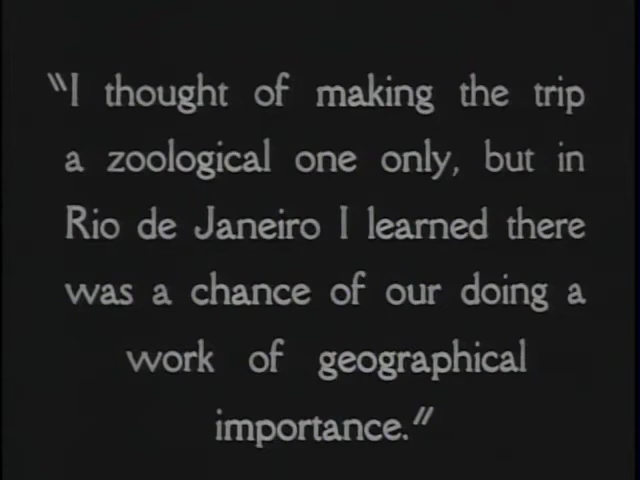 "I thought of making the trip
a zoological one only, but in
Rio de Janeiro I learned there
was a chance of our doing a
work of geographical
importance."